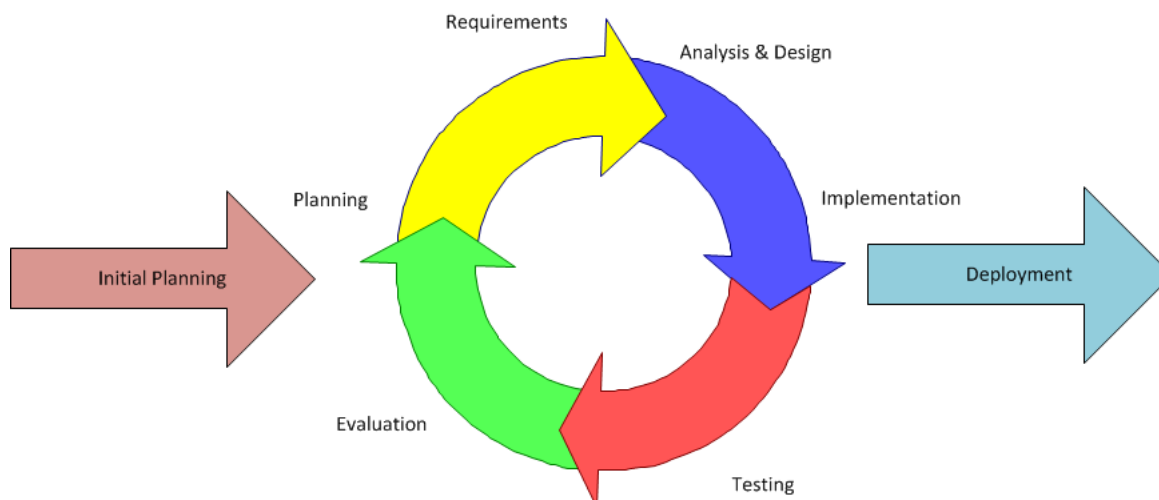 Requirements
Analysis & Design
Planning
Implementation
Initial Planning
Deployment
Evaluation
Testing